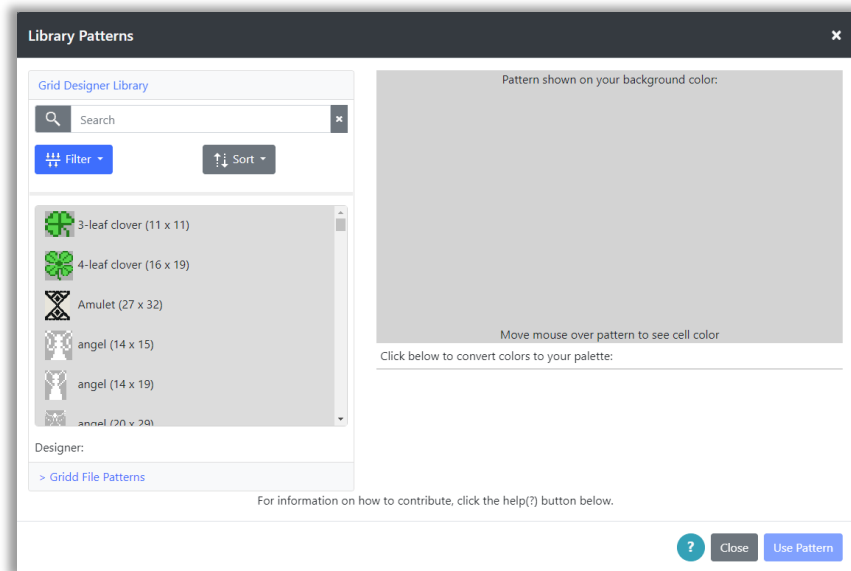 Library Patterns
×
Grid Designer Library
Search
×
Filter
Sort
3-leaf clover (11 x 11)
4-leaf clover (16 x 19)
Amulet (27 x 32)
angel (14 x 15)
angel (14 x 19)
angel (20 x 29)
Designer:
> Gridd File Patterns
Pattern shown on your background color:
Move mouse over pattern to see cell color
Click below to convert colors to your palette:
For information on how to contribute, click the help(?) button below.
?
Close
Use Pattern